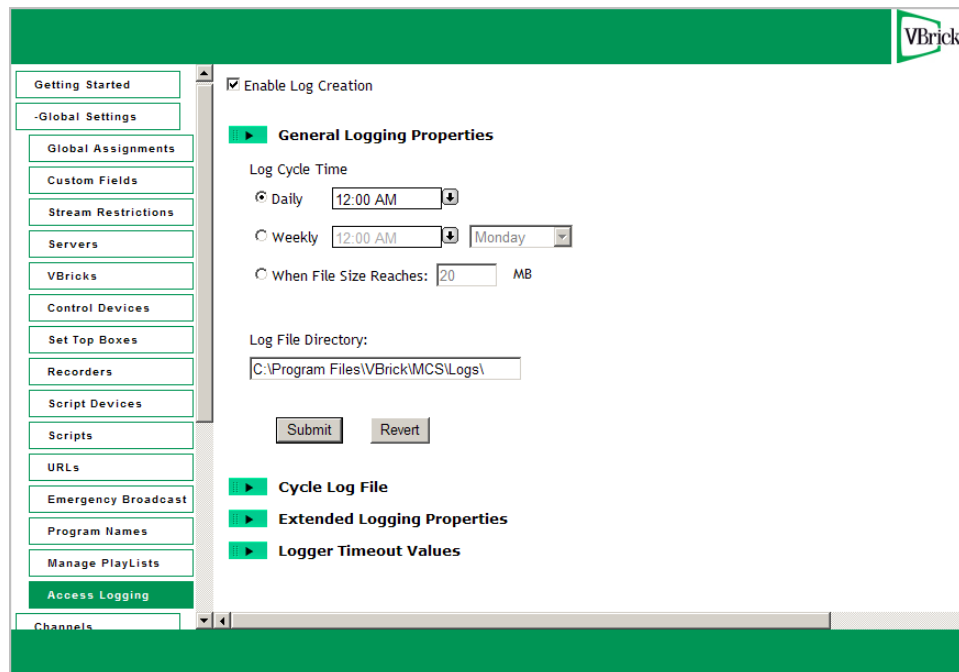 VBrick
Getting Started
-Global Settings
Global Assignments
Custom Fields
Stream Restrictions
Servers
VBricks
Control Devices
Set Top Boxes
Recorders
Script Devices
Scripts
URLs
Emergency Broadcast
Program Names
Manage PlayLists
Access Logging
Channels
Enable Log Creation
General Logging Properties
Log Cycle Time
Daily 12:00 AM
Weekly 12:00 AM Monday
When File Size Reaches: 20 MB
Log File Directory:
C:\Program Files\VBrick\MCS\Logs\
Submit Revert
Cycle Log File
Extended Logging Properties
Logger Timeout Values